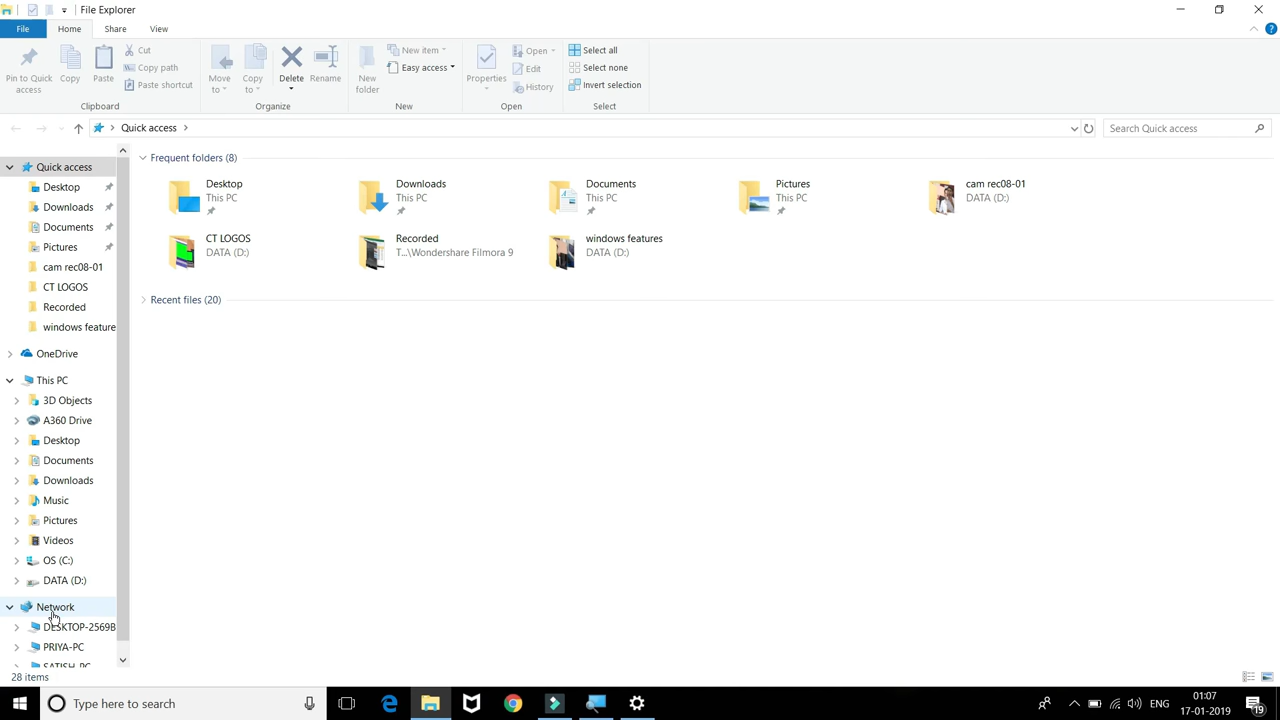 File Explorer
File
Home
Share
View
Pin to Quick access
Copy
Paste
Cut
Copy path
Paste shortcut
Clipboard
Move to
Copy to
Delete
Rename
Organize
New folder
New item
Easy access
New
Properties
Open
Edit
History
Open
Select all
Select none
Invert selection
Select
Quick access
Search Quick access
Quick access
Desktop
Downloads
Documents
Pictures
cam rec08-01
CT LOGOS
Recorded
windows feature
OneDrive
This PC
3D Objects
A360 Drive
Desktop
Documents
Downloads
Music
Pictures
Videos
OS (C:)
DATA (D:)
Network
DESKTOP-2569B
PRIYA-PC
SATISH-PC
Frequent folders (8)
Desktop
This PC
Downloads
This PC
Documents
This PC
Pictures
This PC
cam rec08-01
DATA (D:)
CT LOGOS
DATA (D:)
Recorded
T...\Wondershare Filmora 9
windows features
DATA (D:)
Recent files (20)
28 items
Type here to search
ENG
01:07
17-01-2019
19